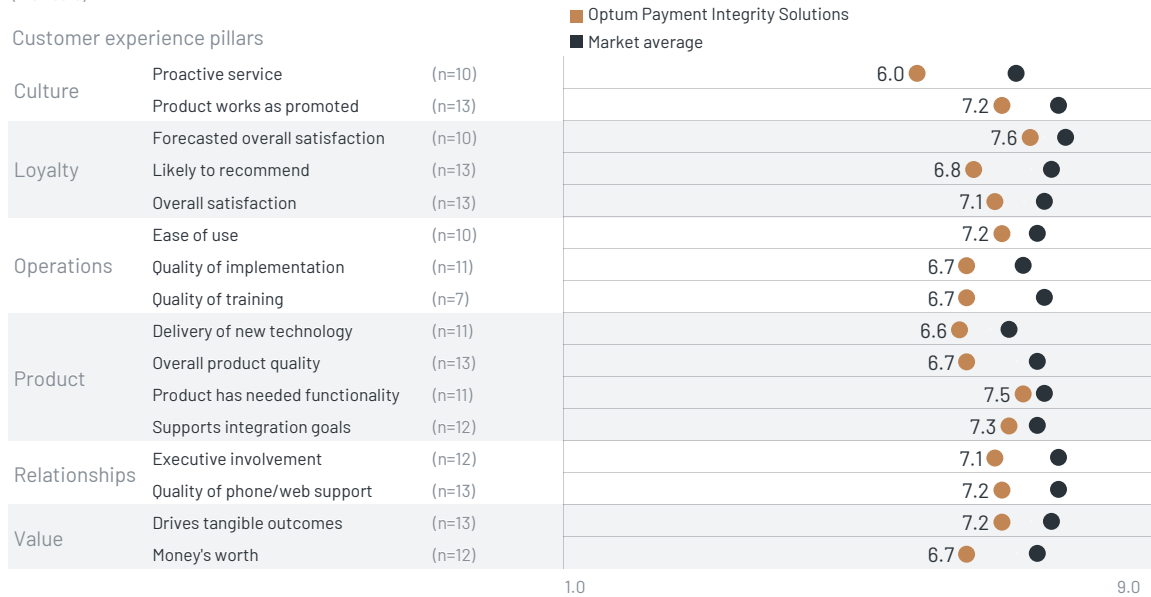 Optum Payment Integrity Solutions
Customer experience pillars
Market average
Culture
Proactive service (n=10) 6.0
Product works as promoted (n=13) 7.2
Loyalty
Forecasted overall satisfaction (n=10) 7.6
Likely to recommend (n=13) 6.8
Overall satisfaction (n=13) 7.1
Operations
Ease of use (n=10) 7.2
Quality of implementation (n=11) 6.7
Quality of training (n=7) 6.7
Product
Delivery of new technology (n=11) 6.6
Overall product quality (n=13) 6.7
Product has needed functionality (n=11) 7.5
Supports integration goals (n=12) 7.3
Relationships
Executive involvement (n=12) 7.1
Quality of phone/web support (n=13) 7.2
Value
Drives tangible outcomes (n=13) 7.2
Money's worth (n=12) 6.7
1.0 9.0